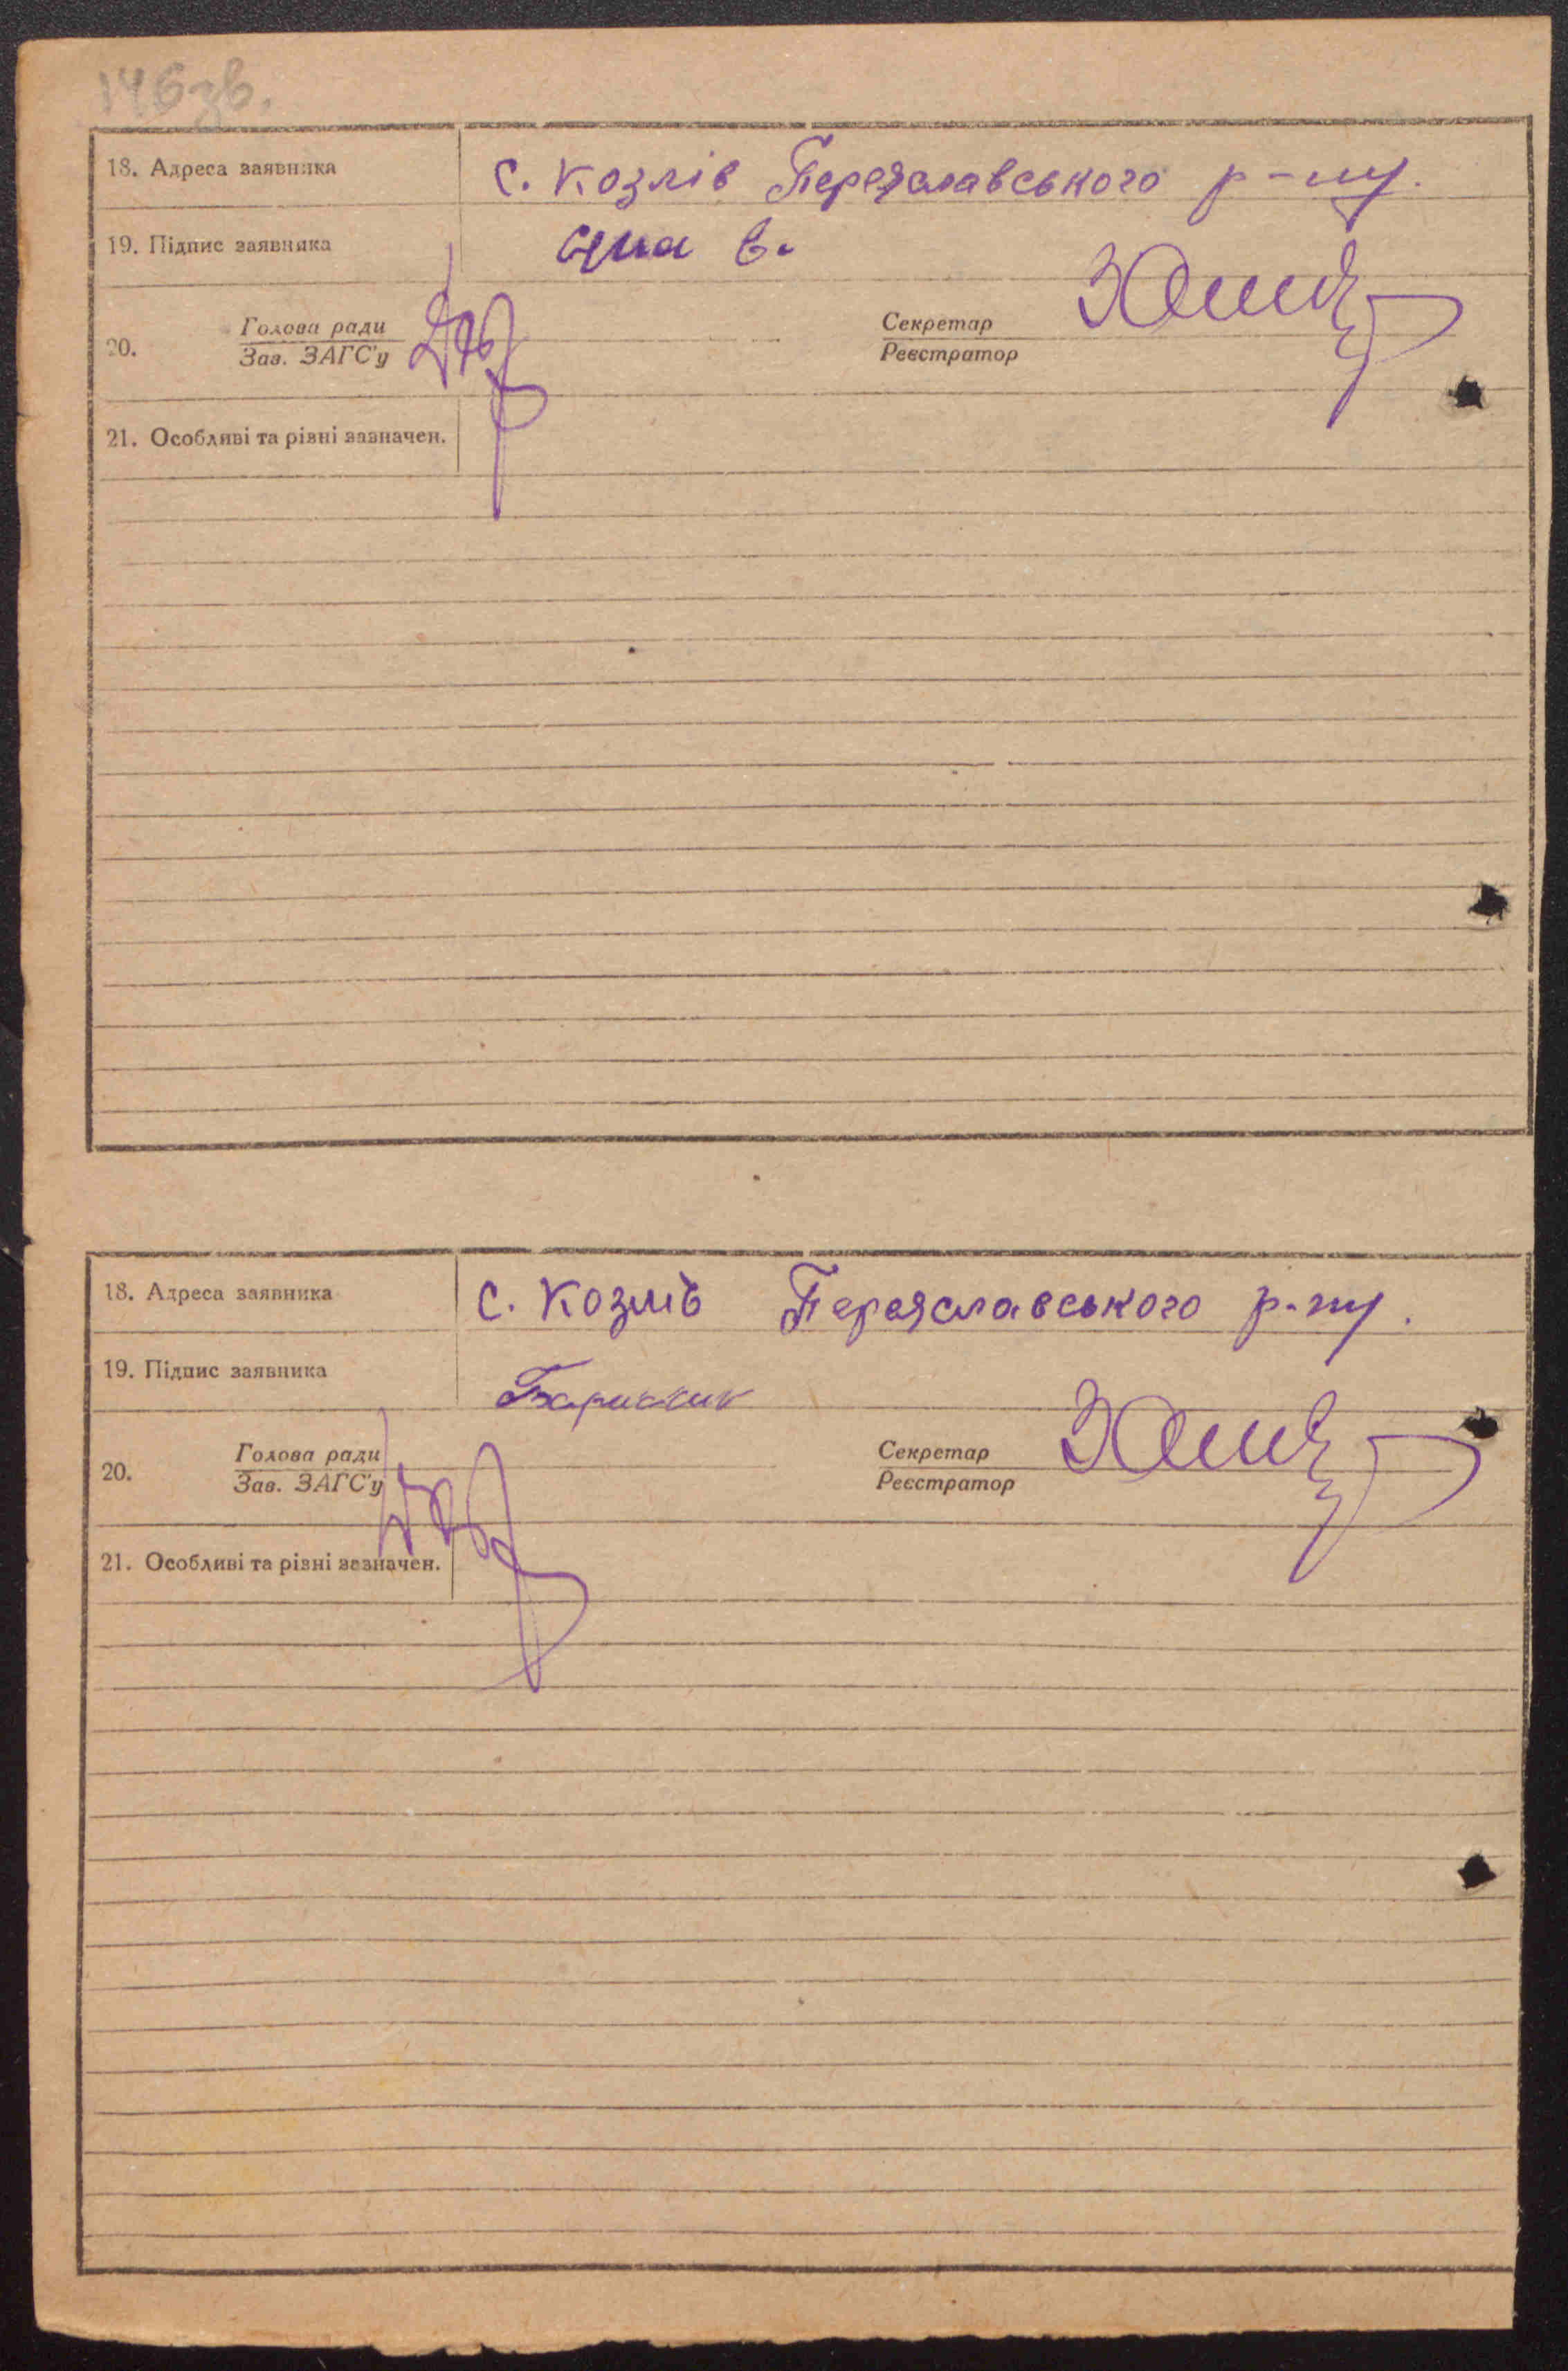 146зв.
18. Адреса заявника с. Козлів Переяславського р-ну.
19. Підпис заявника
20. Голова ради
Зав. ЗАГС'у
Секретар
Реєстратор
21. Особливі та різні зазначен.
18. Адреса заявника с. Козлів Переяславського р-ну.
19. Підпис заявника
20. Голова ради
Зав. ЗАГС'у
Секретар
Реєстратор
21. Особливі та різні зазначен.